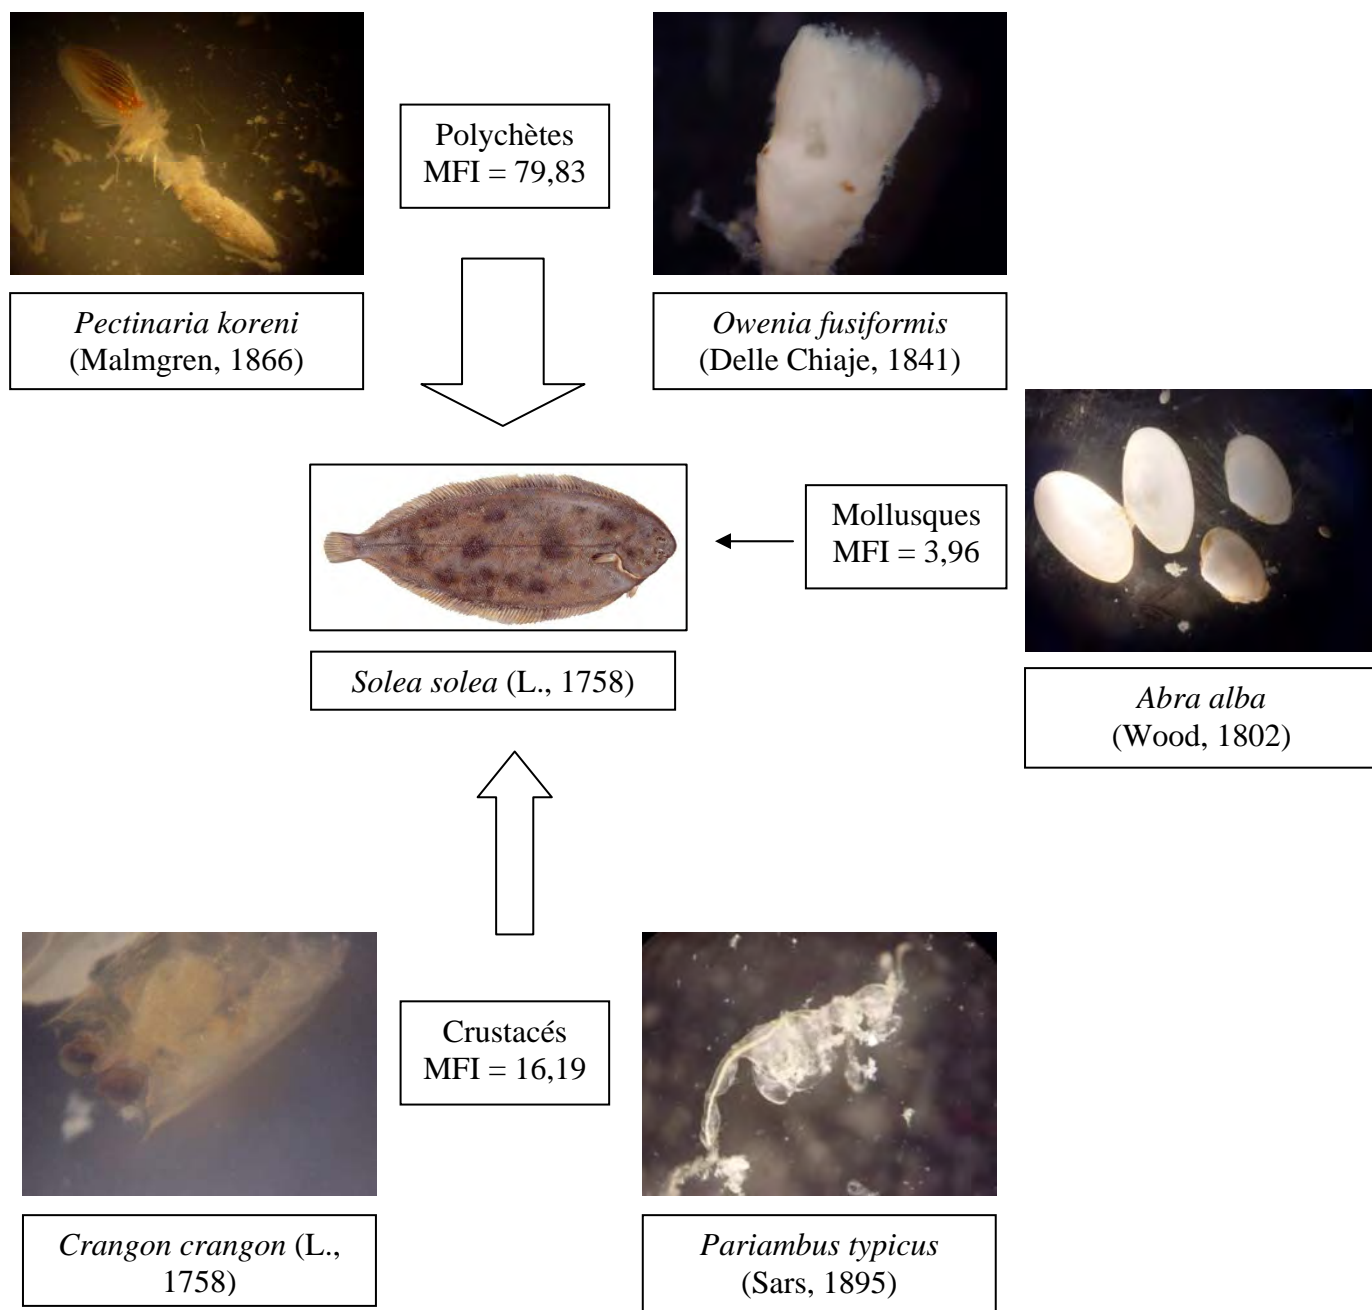 Polychètes
MFI = 79,83
Pectinaria koreni
(Malmgren, 1866)
Owenia fusiformis
(Delle Chiaje, 1841)
Mollusques
MFI = 3,96
Solea solea (L., 1758)
Abra alba
(Wood, 1802)
Crustacés
MFI = 16,19
Crangon crangon (L.,
1758)
Pariambus typicus
(Sars, 1895)